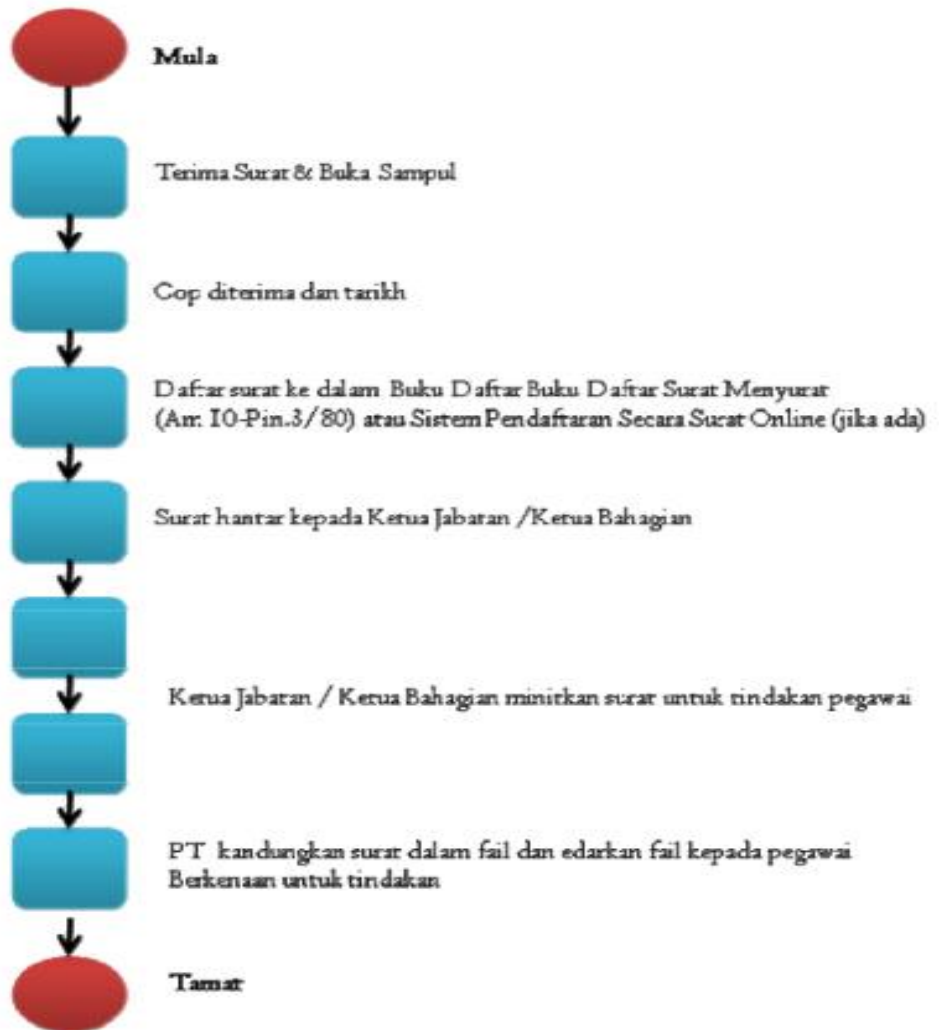 Mula
Terima Surat & Buka Sampul
Cop diterima dan tarikh
Daftar surat ke dalam Buku Daftar Buku Daftar Surat Menyurat
(Am 10-Pin.3/80) atau Sistem Pendaftaran Secara Surat Online (jika ada)
Surat hantar kepada Ketua Jabatan /Ketua Bahagian
Ketua Jabatan / Ketua Bahagian minitkan surat untuk tindakan pegawai
PT kandungkan surat dalam fail dan edarkan fail kepada pegawai
Berkenaan untuk tindakan
Tamat